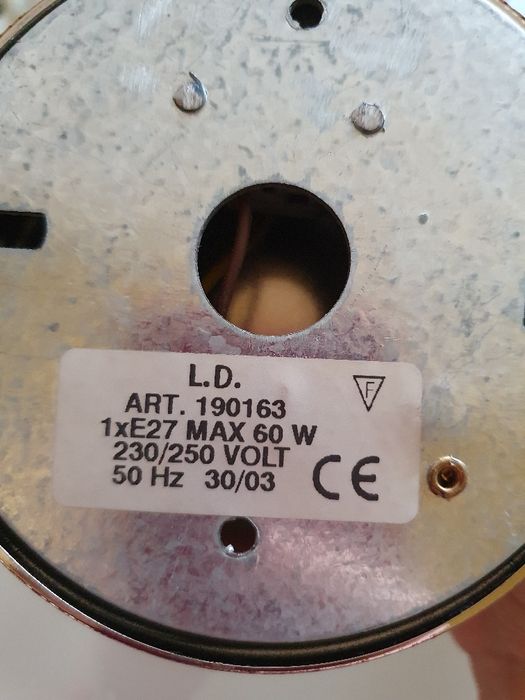 L.D.
F
ART. 190163
1xE27 MAX 60 W
230/250 VOLT
50 Hz 30/03
CE